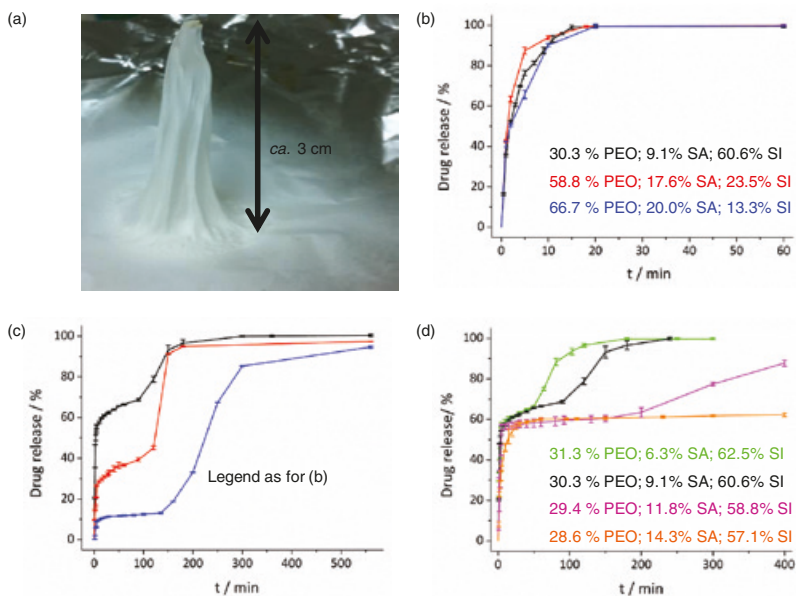 (a)
ca. 3 cm
(b)
Drug release / %
100
80
60
40
20
0
30.3 % PEO; 9.1% SA; 60.6% SI
58.8 % PEO; 17.6% SA; 23.5% SI
66.7 % PEO; 20.0% SA; 13.3% SI
0 10 20 30 40 50 60
t / min
(c)
Drug release / %
100
80
60
40
20
0
Legend as for (b)
0 100 200 300 400 500
t / min
(d)
Drug release/ %
100
80
60
40
20
0
31.3 % PEO; 6.3% SA; 62.5% SI
30.3 % PEO; 9.1% SA; 60.6% SI
29.4 % PEO; 11.8% SA; 58.8% SI
28.6 % PEO; 14.3% SA; 57.1% SI
0 100 200 300 400
t / min